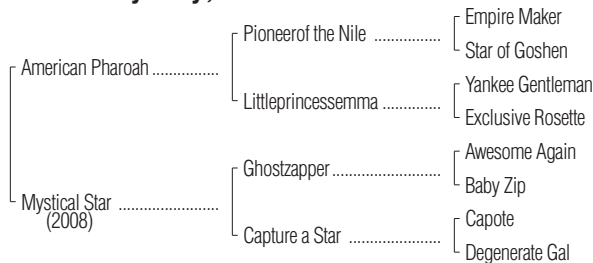 Empire Maker
Pioneerof the Nile ................
Star of Goshen
American Pharoah ................
Yankee Gentleman
Littleprincessemma ..............
Exclusive Rosette
Awesome Again
Ghostzapper .......................
Baby Zip
Mystical Star ........................
(2008)
Capote
Capture a Star ......................
Degenerate Gal